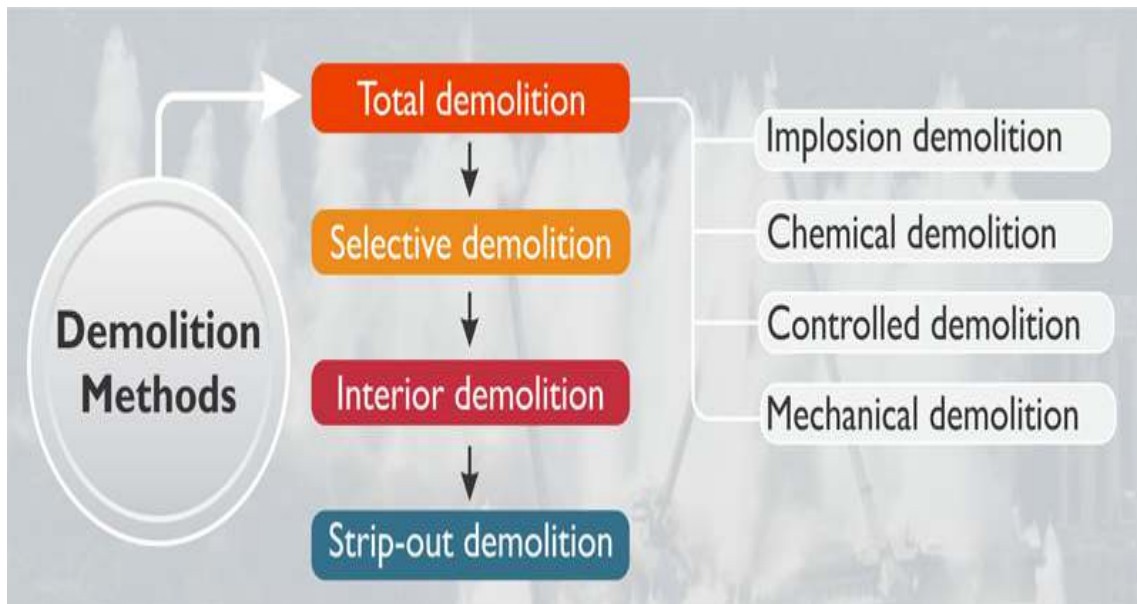 Demolition
Methods
Total demolition
Selective demolition
Interior demolition
Strip-out demolition
Implosion demolition
Chemical demolition
Controlled demolition
Mechanical demolition